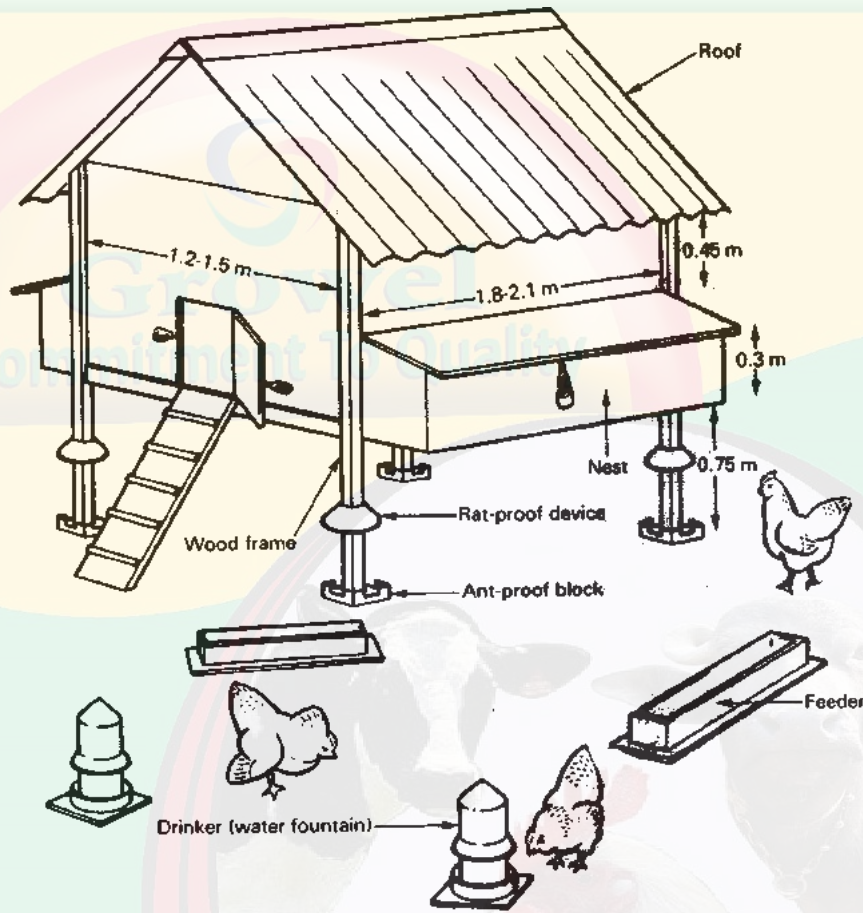 Roof
1.2-1.5 m
0.45 m
1.8-2.1 m
Growel
Commitment To Quality
0.3 m
Nest
0.75 m
Rat-proof device
Wood frame
Ant-proof block
Feeder
Drinker (water fountain)